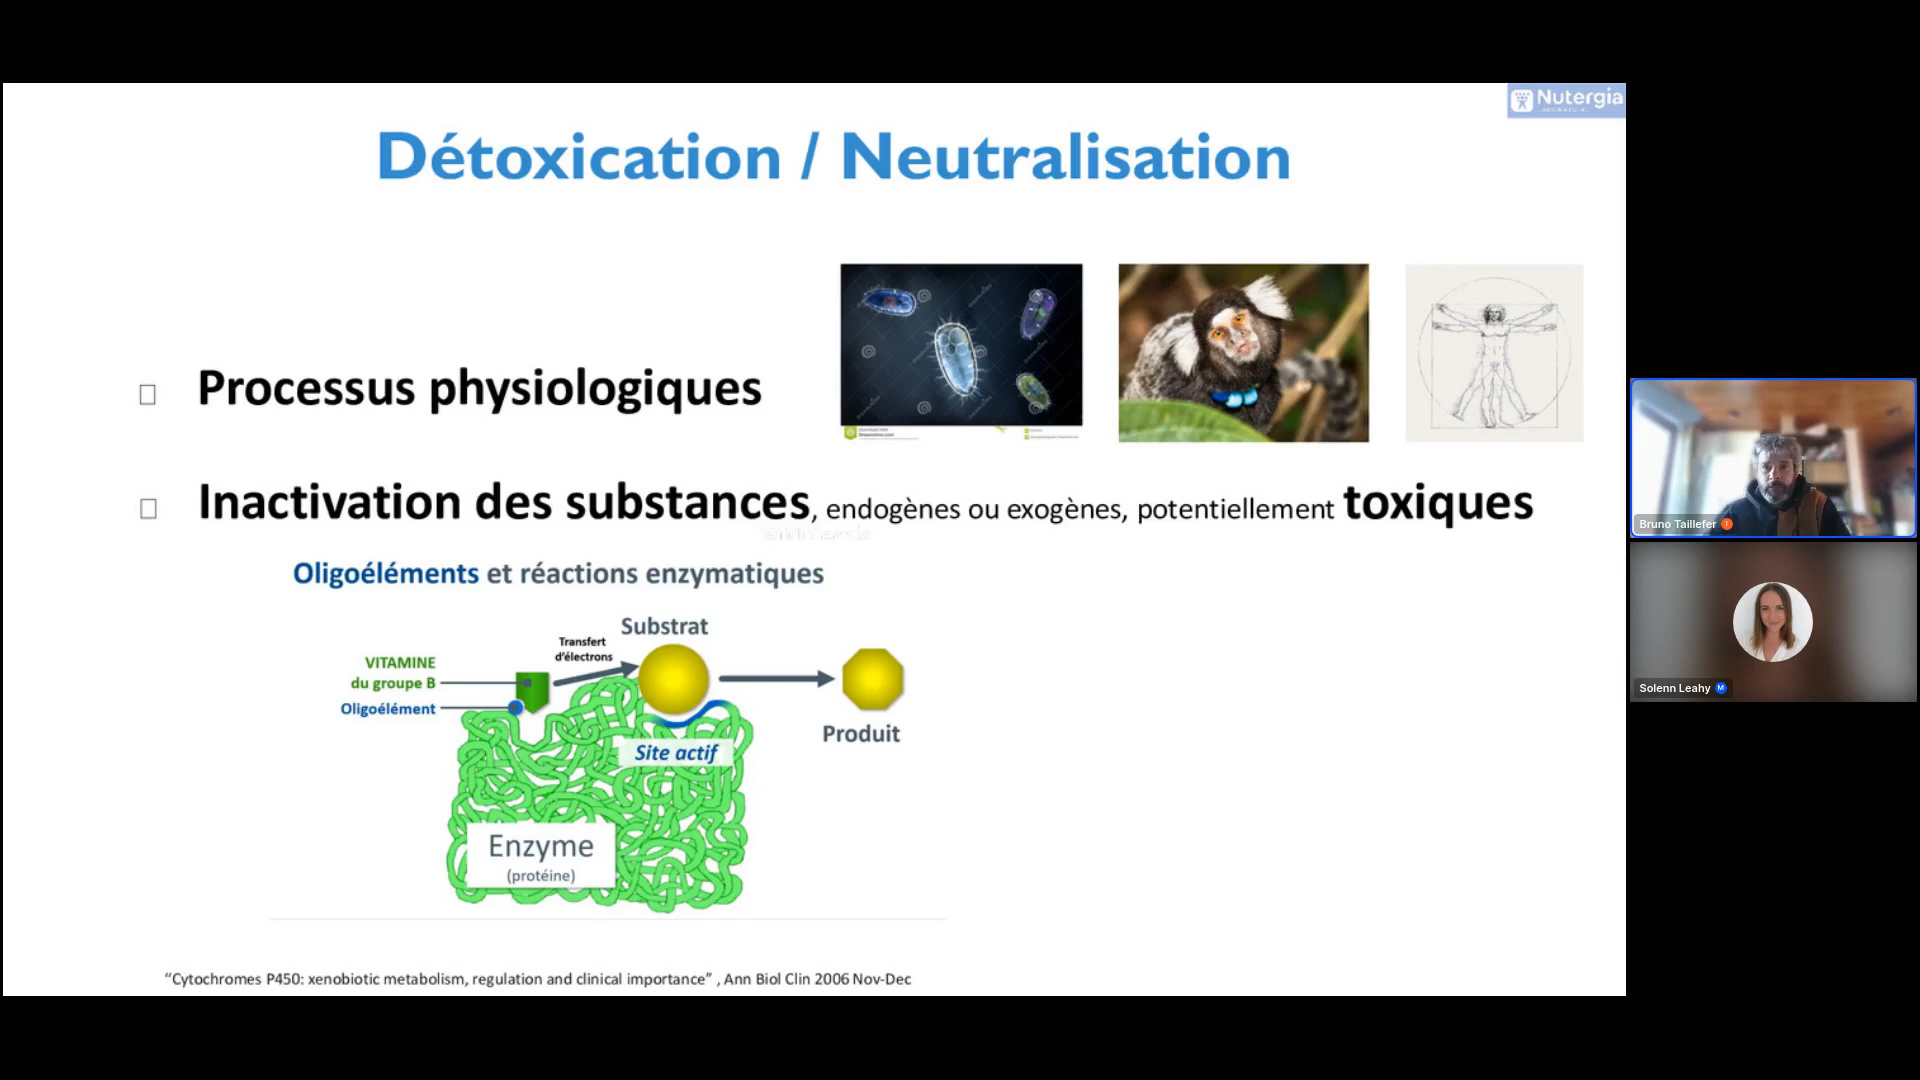 Nutergia
Détoxication / Neutralisation
Processus physiologiques
Inactivation des substances, endogènes ou exogènes, potentiellement toxiques
Oligoéléments et réactions enzymatiques
Substrat
Transfert
d'électrons
VITAMINE
du groupe B
Oligoélément
Produit
Site actif
Enzyme
(protéine)
“Cytochromes P450: xenobiotic metabolism, regulation and clinical importance” , Ann Biol Clin 2006 Nov-Dec
Bruno Taillefer
Solenn Leahy M